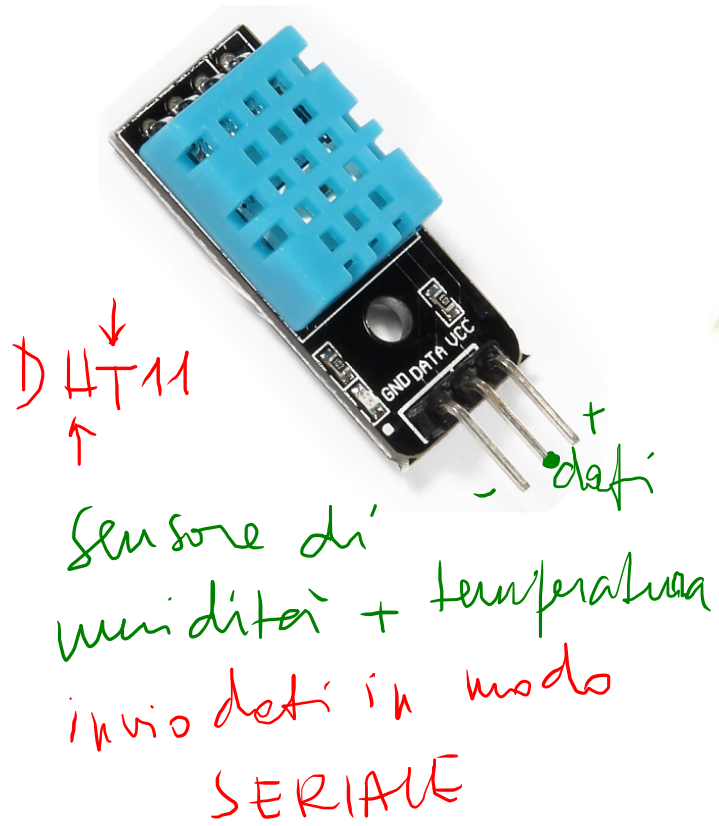 GND DATA VCC
DHT11
+
- dati
sensore di
umidità + temperatura
invio dati in modo
SERIALE